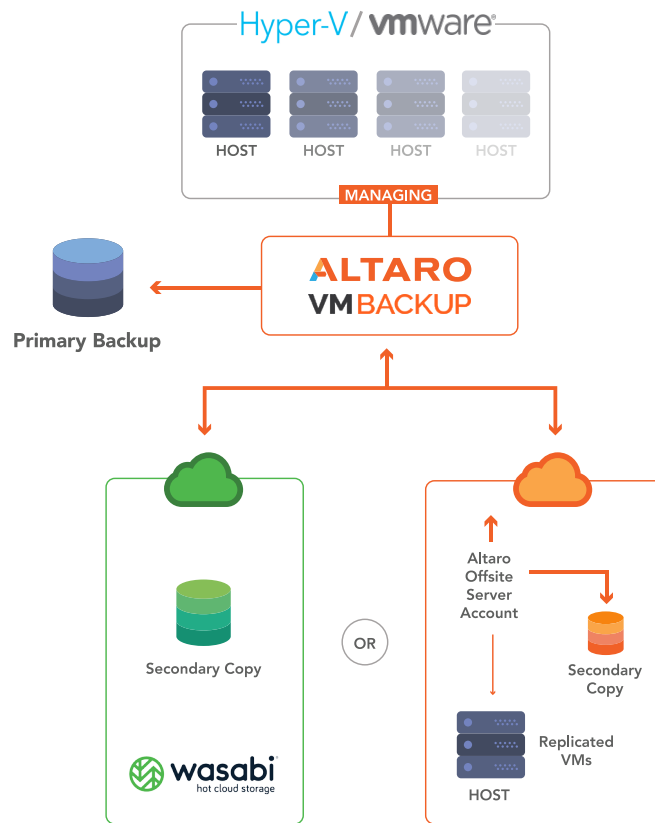 Hyper-V / vmware®
HOST
HOST
HOST
HOST
MANAGING
ALTARO
VM BACKUP
Primary Backup
Secondary Copy
wasabi
hot cloud storage
OR
Altaro
Offsite
Server
Account
Secondary
Copy
Replicated
VMs
HOST